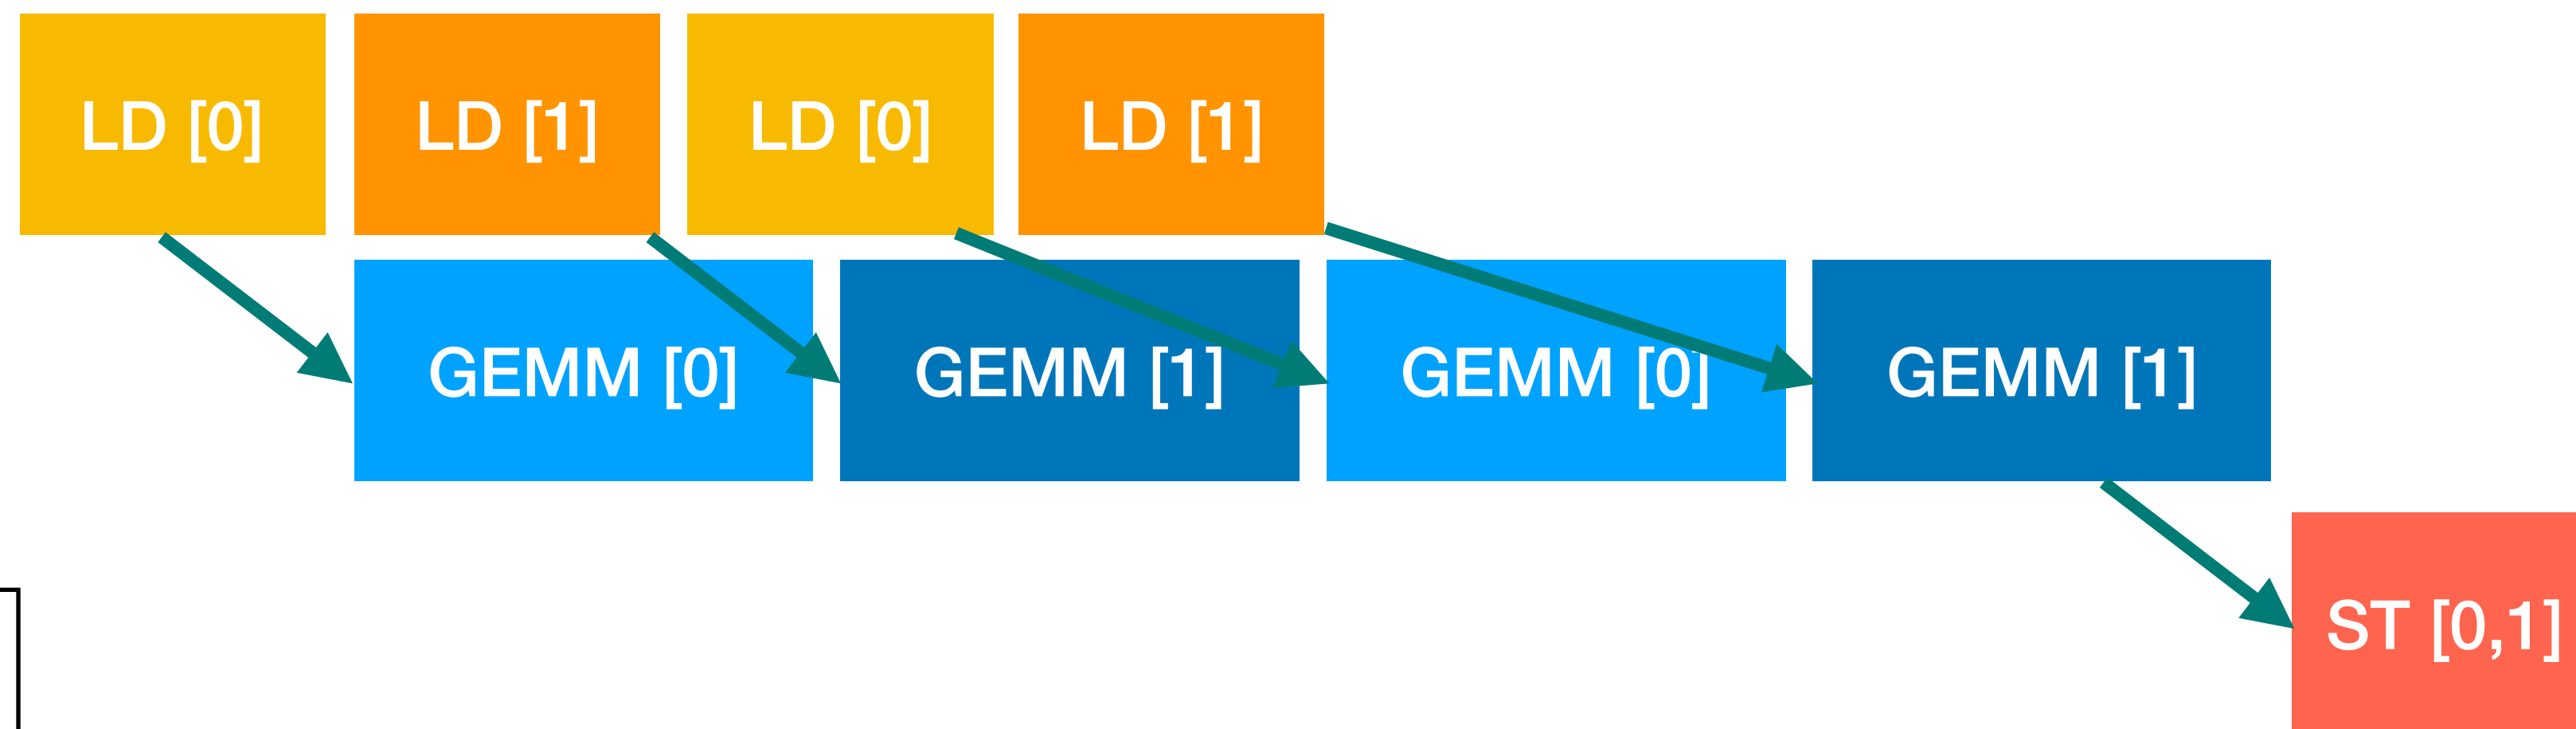 LD [0] LD [1] LD [0] LD [1]
GEMM [0] GEMM [1] GEMM [0] GEMM [1]
ST [0,1]